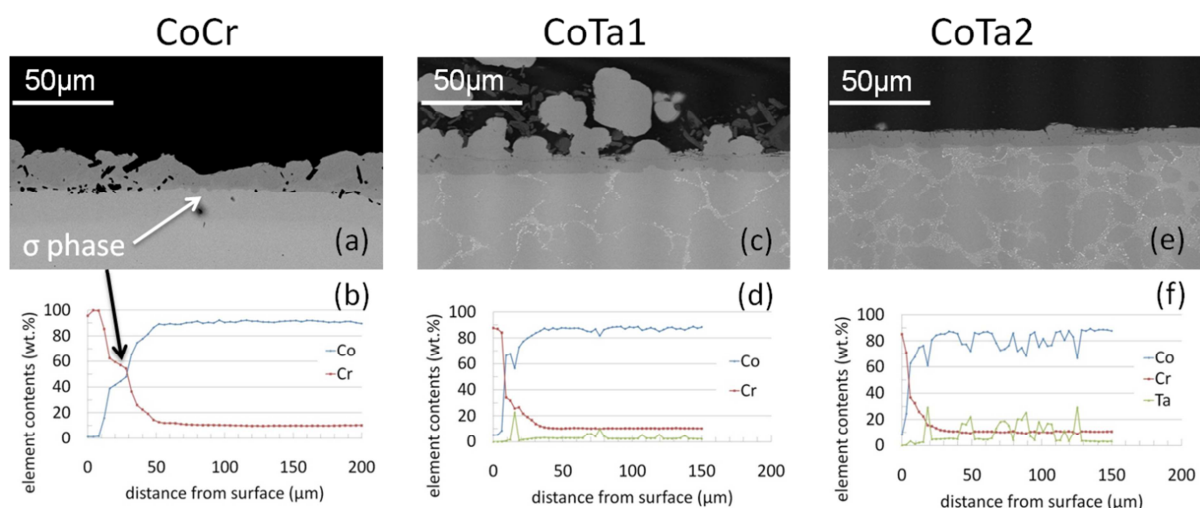 CoCr
CoTa1
CoTa2
50μm
50μm
50μm
σ phase
(a)
(c)
(e)
(b)
(d)
(f)
element contents (wt.%)
100
80
60
40
20
0
Co
Cr
0
50
100
150
200
distance from surface (μm)
element contents (wt.%)
100
80
60
40
20
0
Co
Cr
0
50
100
150
200
distance from surface (μm)
element contents (wt.%)
100
80
60
40
20
0
Co
Cr
Ta
0
50
100
150
200
distance from surface (μm)